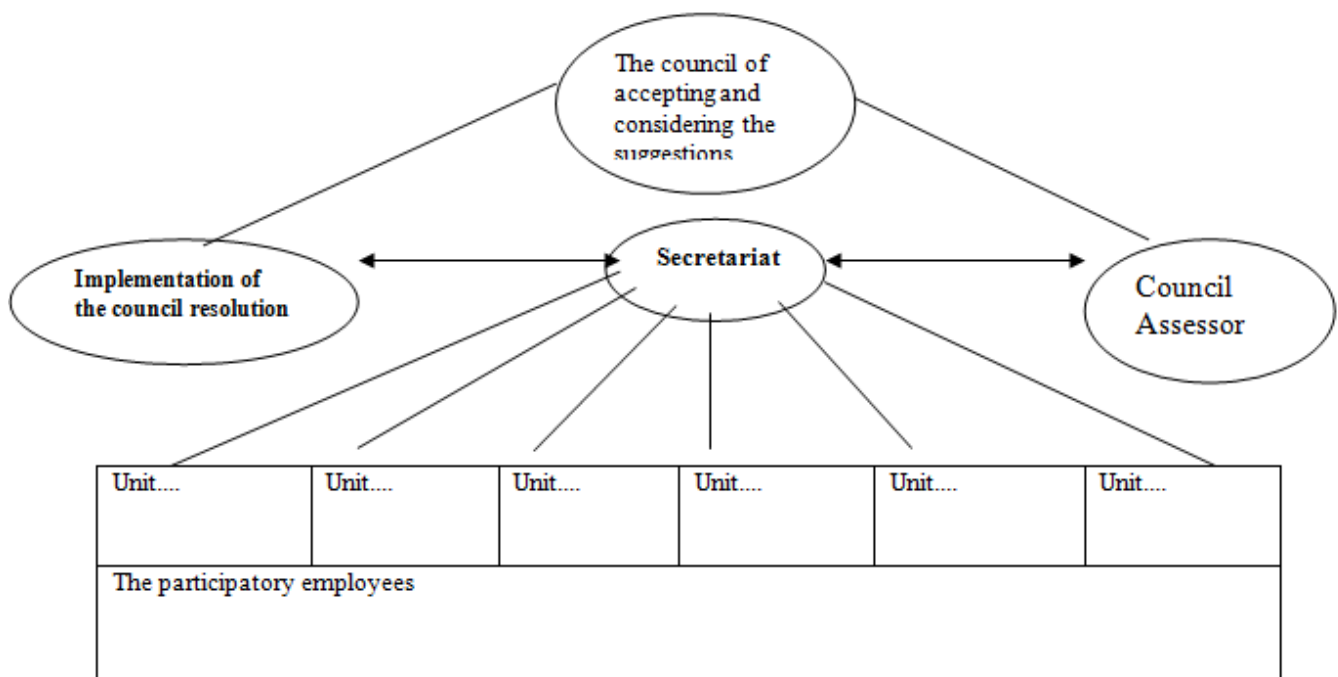 The council of
accepting and
considering the
suggestions
Secretariat
Implementation of
the council resolution
Council
Assessor
Unit.... Unit.... Unit.... Unit.... Unit.... Unit....
The participatory employees